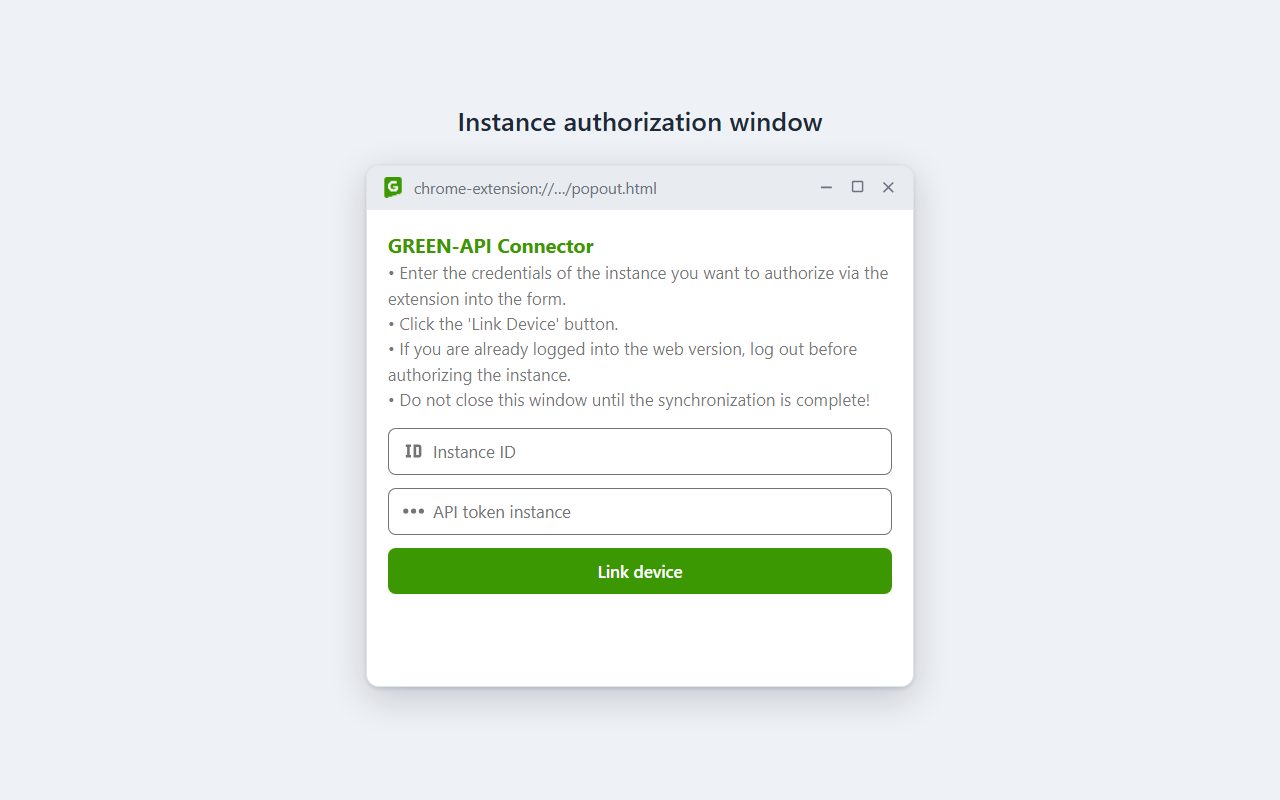 Instance authorization window
G chrome-extension://.../popout.html
GREEN-API Connector
• Enter the credentials of the instance you want to authorize via the
extension into the form.
• Click the 'Link Device' button.
• If you are already logged into the web version, log out before
authorizing the instance.
• Do not close this window until the synchronization is complete!
ID Instance ID
API token instance
Link device